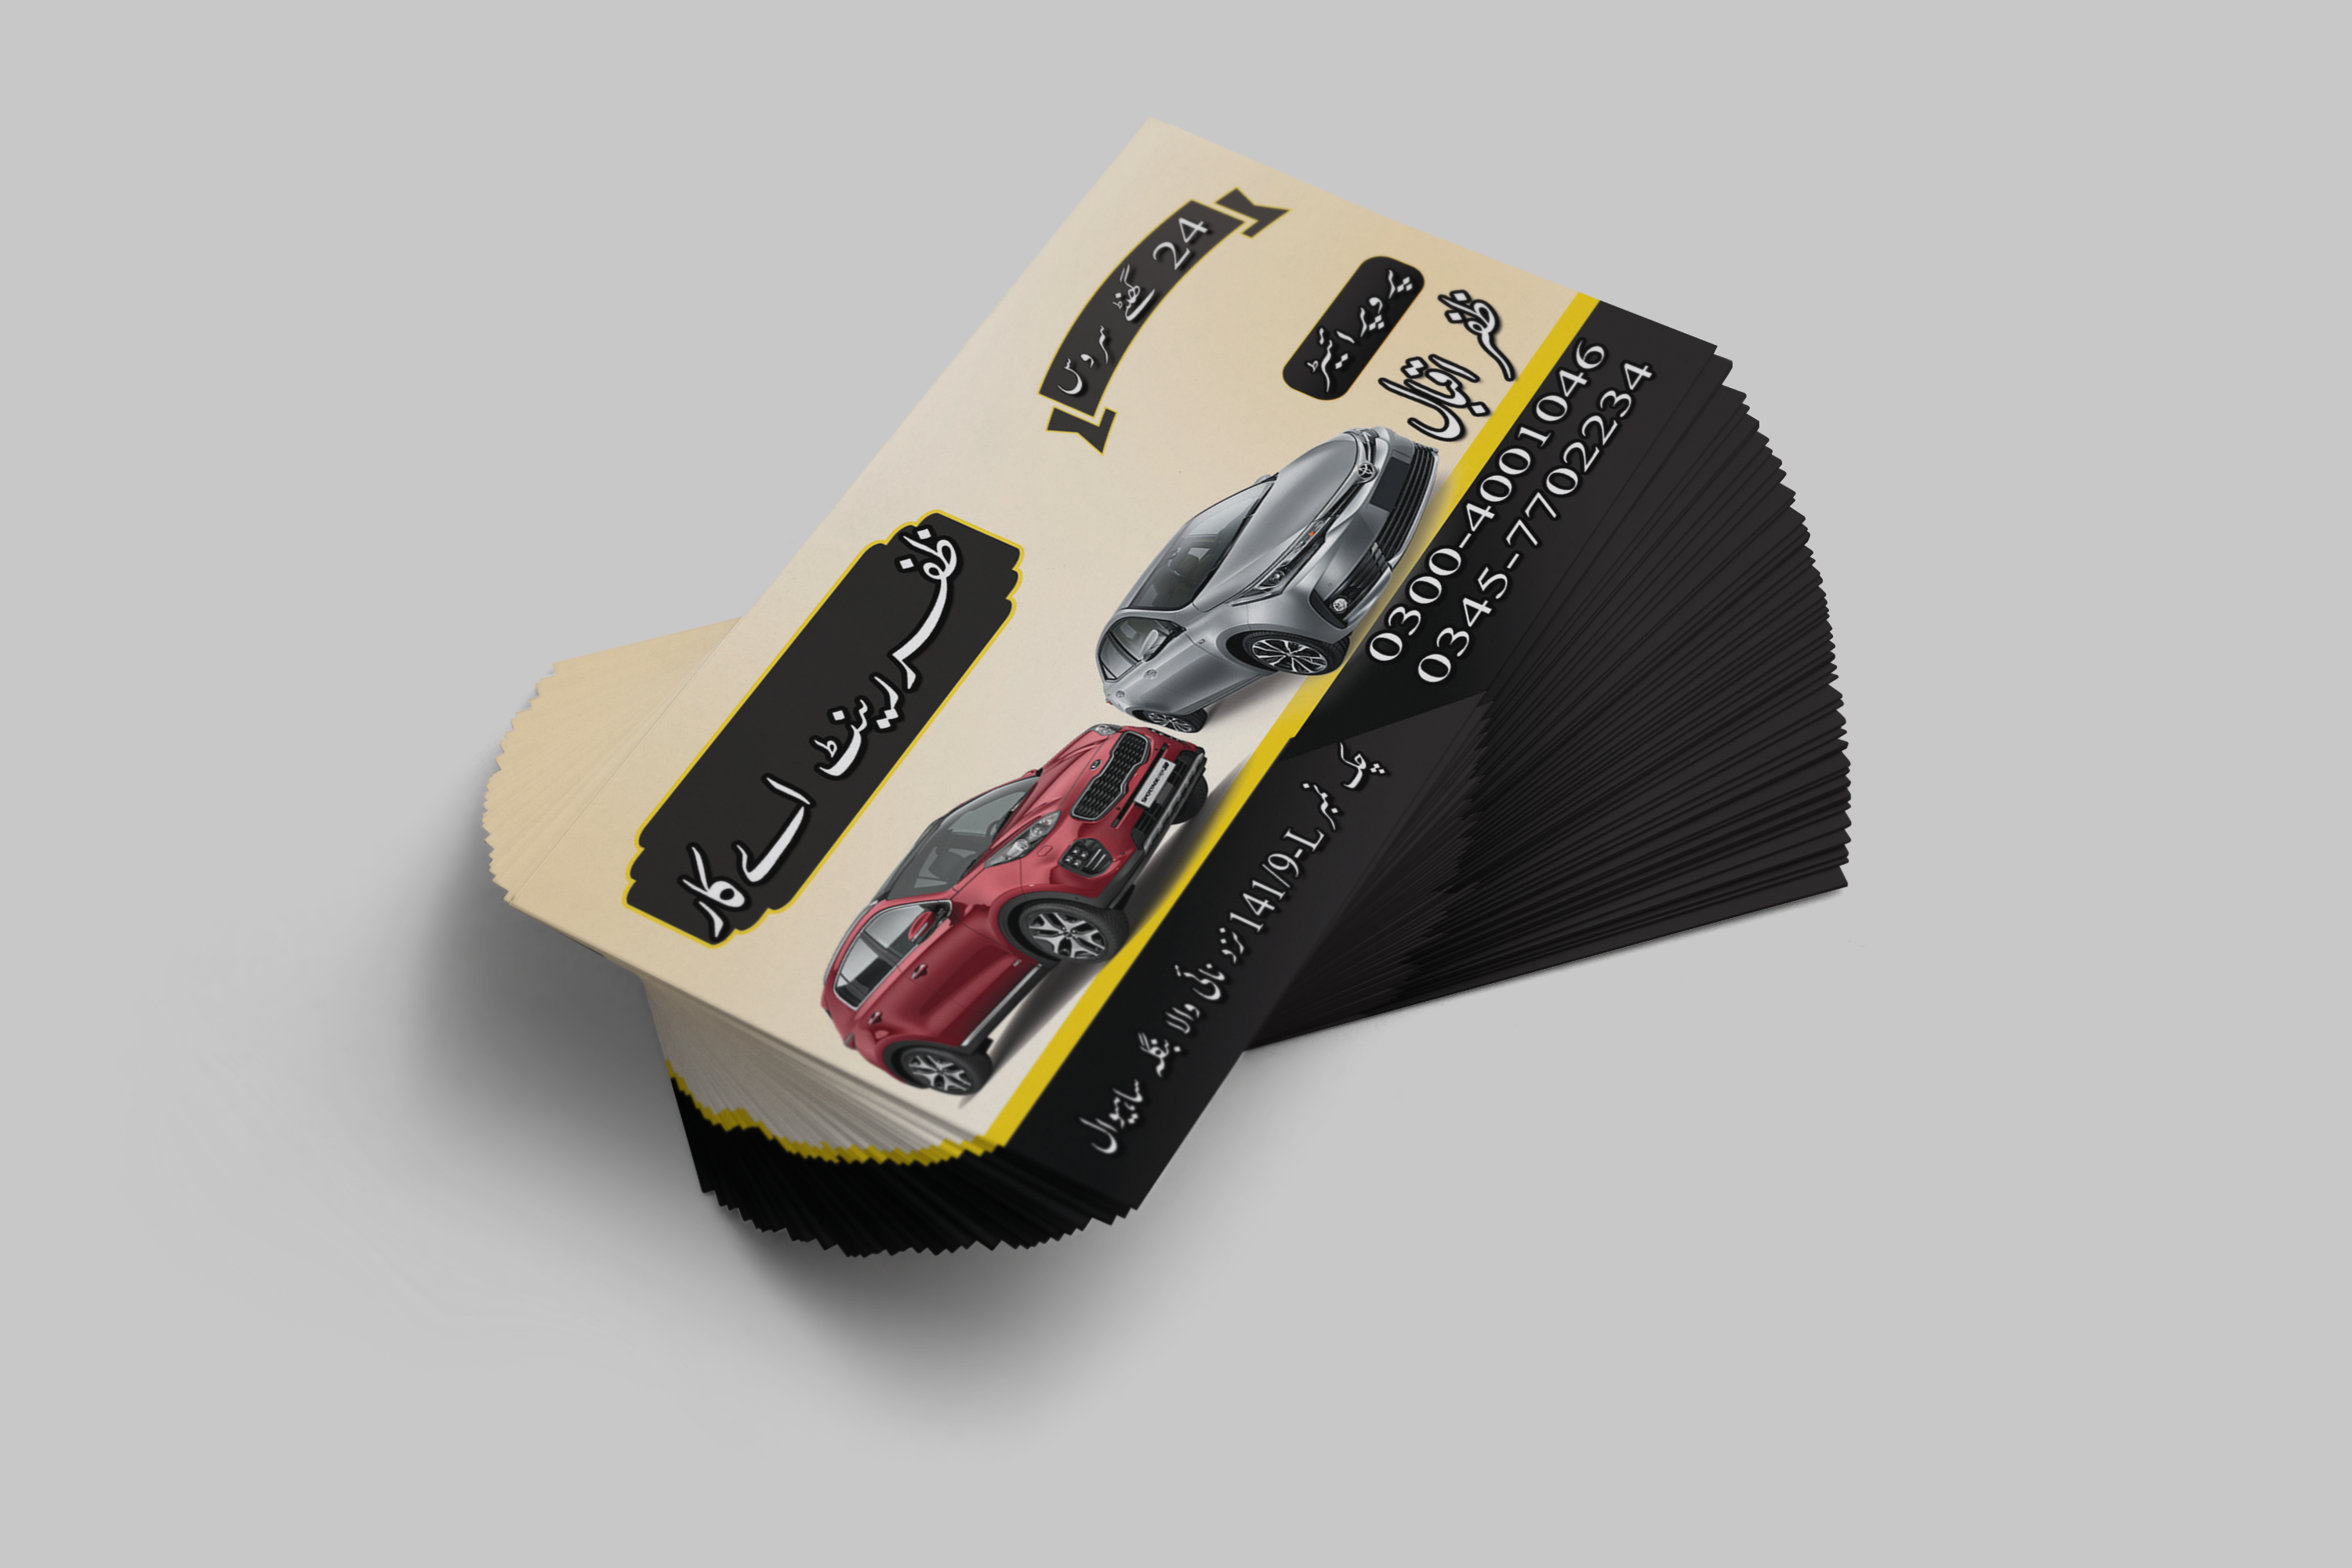 ظفر رینٹ اے کار
24 گھنٹے سروس
پروپرائیٹر
ظفر اقبال
0300-4001046
0345-7702234
چک نمبر 141/9-L نزد نائی والا بنگلہ ساہیوال
SPORTAGE